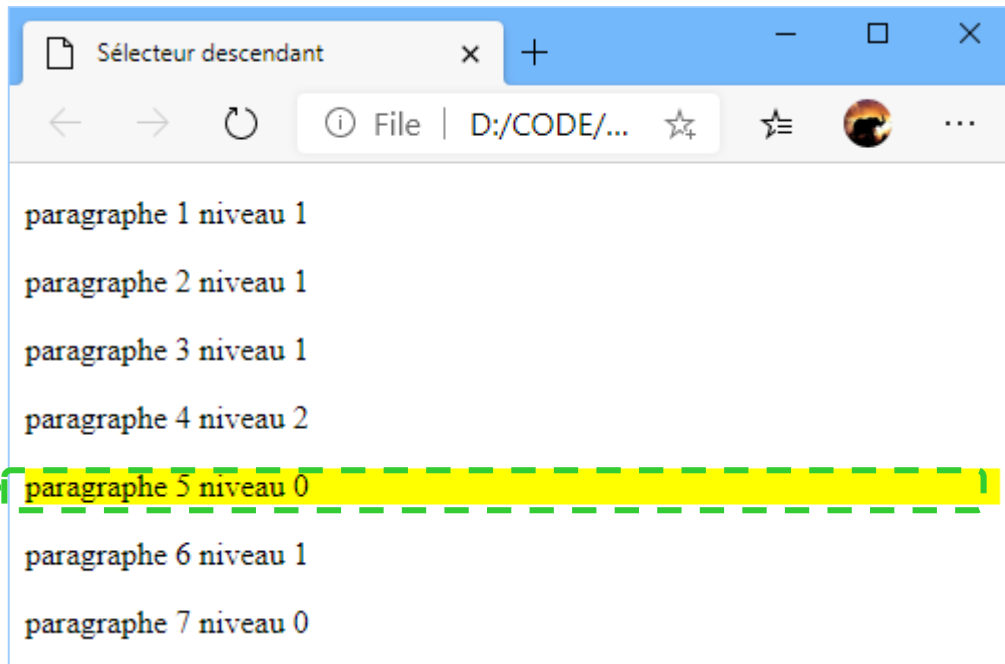 Sélecteur descendant
File | D:/CODE/...
paragraphe 1 niveau 1
paragraphe 2 niveau 1
paragraphe 3 niveau 1
paragraphe 4 niveau 2
paragraphe 5 niveau 0
paragraphe 6 niveau 1
paragraphe 7 niveau 0